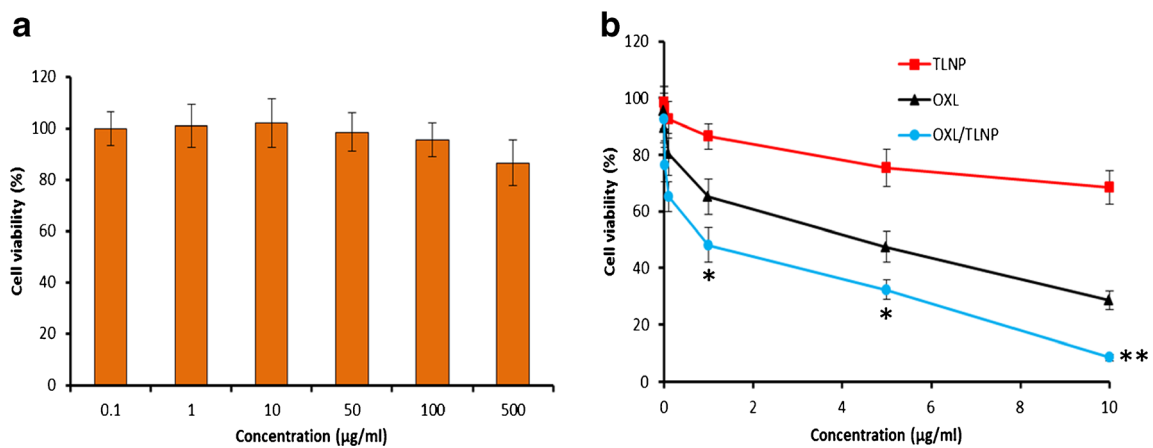 a
120
100
80
60
40
20
0
Cell viability (%)
0.1 1 10 50 100 500
Concentration (µg/ml)
b
120
100
80
60
40
20
0
Cell viability (%)
TLNP
OXL
OXL/TLNP
*
*
**
0 2 4 6 8 10
Concentration (µg/ml)